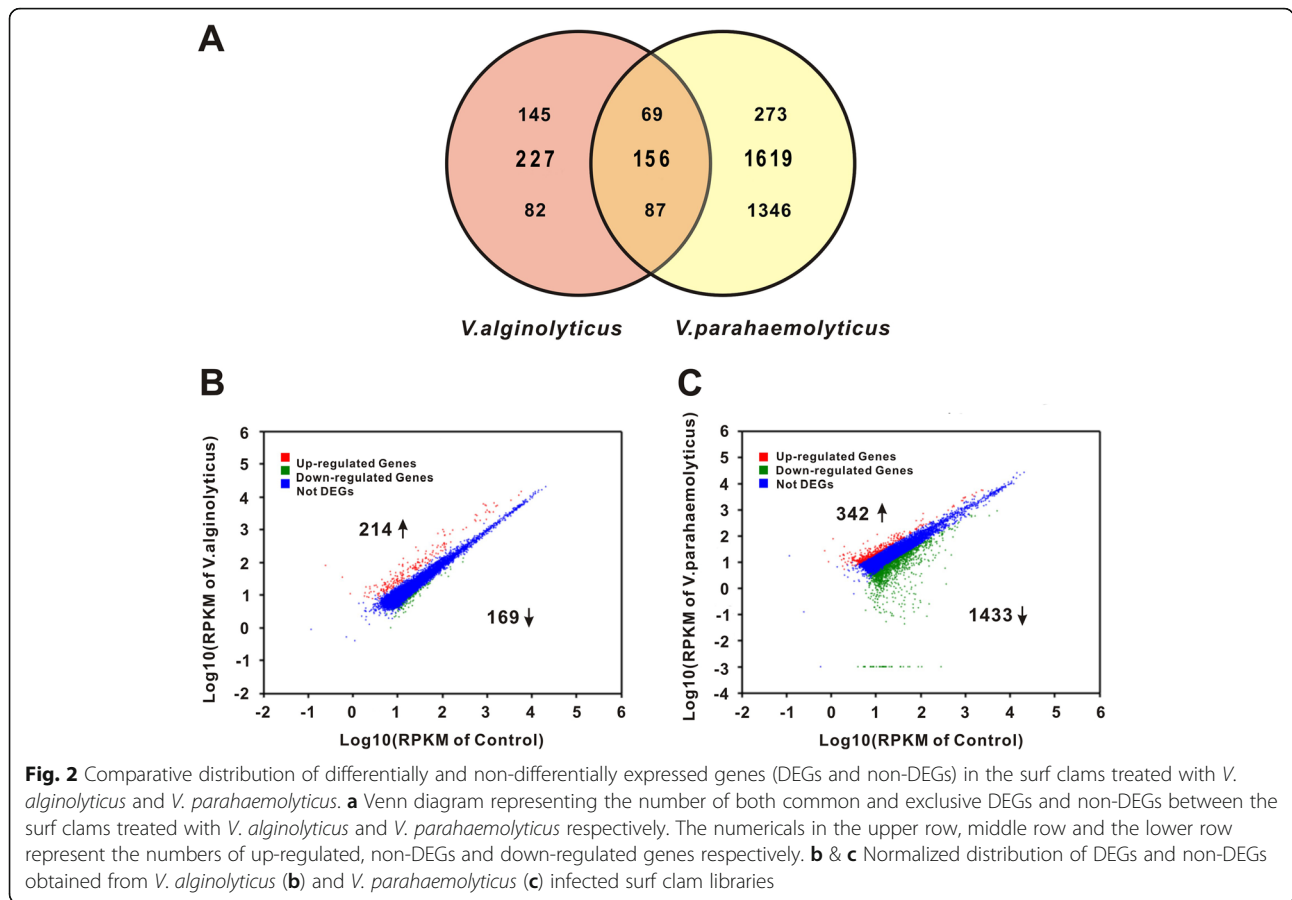 A
145 69 273
227 156 1619
82 87 1346
V.alginolyticus V.parahaemolyticus
B
Log10(RPKM of V.alginolyticus)
6
5
4
3
2
1
0
-1
-2
Up-regulated Genes
Down-regulated Genes
Not DEGs
214 ↑
169 ↓
-2 -1 0 1 2 3 4 5 6
Log10(RPKM of Control)
C
Log10(RPKM of V.parahaemolyticus)
6
5
4
3
2
1
0
-1
-2
-3
-4
Up-regulated Genes
Down-regulated Genes
Not DEGs
342 ↑
1433 ↓
-2 -1 0 1 2 3 4 5 6
Log10(RPKM of Control)
Fig. 2 Comparative distribution of differentially and non-differentially expressed genes (DEGs and non-DEGs) in the surf clams treated with V.
alginolyticus and V. parahaemolyticus. a Venn diagram representing the number of both common and exclusive DEGs and non-DEGs between the
surf clams treated with V. alginolyticus and V. parahaemolyticus respectively. The numericals in the upper row, middle row and the lower row
represent the numbers of up-regulated, non-DEGs and down-regulated genes respectively. b & c Normalized distribution of DEGs and non-DEGs
obtained from V. alginolyticus (b) and V. parahaemolyticus (c) infected surf clam libraries